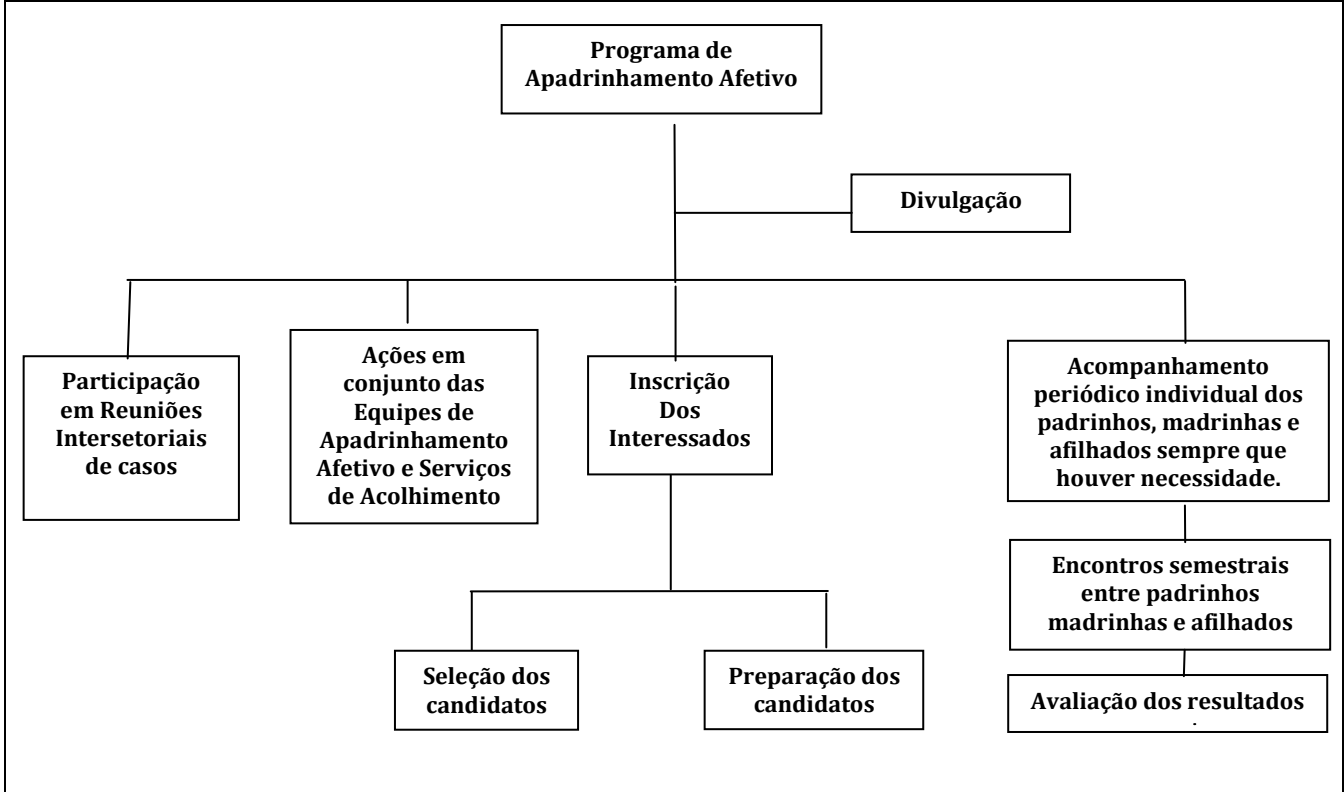 Programa de
Apadrinhamento Afetivo
Divulgação
Participação
em Reuniões
Intersetoriais
de casos
Ações em
conjunto das
Equipes de
Apadrinhamento
Afetivo e Serviços
de Acolhimento
Inscrição
Dos
Interessados
Acompanhamento
periódico individual dos
padrinhos, madrinhas e
afilhados sempre que
houver necessidade.
Encontros semestrais
entre padrinhos
madrinhas e afilhados
Seleção dos
candidatos
Preparação dos
candidatos
Avaliação dos resultados